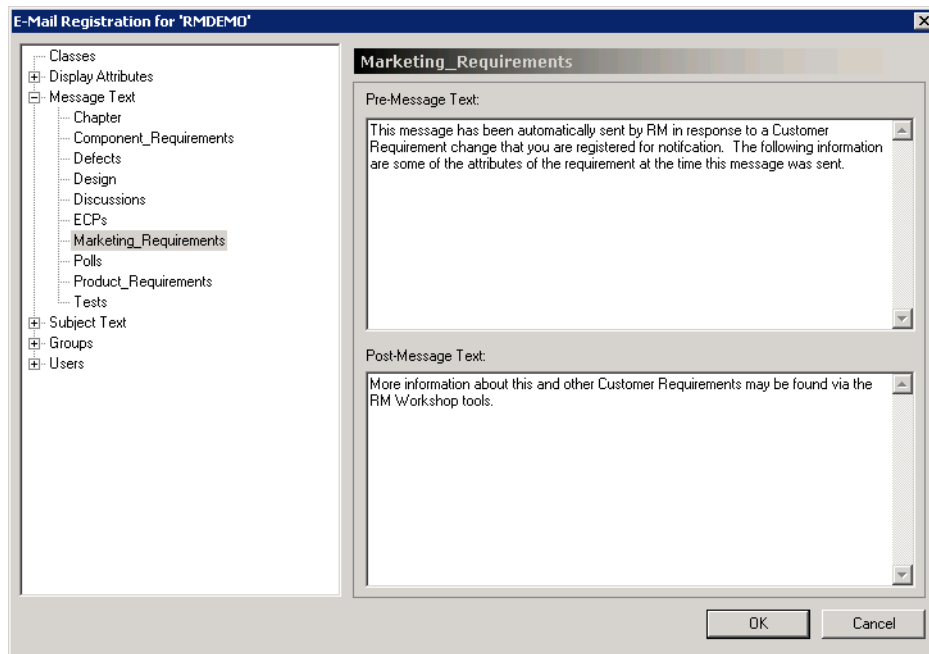 E-Mail Registration for 'RMDEMO'
Classes
Display Attributes
Message Text
Chapter
Component_Requirements
Defects
Design
Discussions
ECPs
Marketing_Requirements
Polls
Product_Requirements
Tests
Subject Text
Groups
Users
Marketing_Requirements
Pre-Message Text:
This message has been automatically sent by RM in response to a Customer
Requirement change that you are registered for notifcation.  The following information
are some of the attributes of the requirement at the time this message was sent.
Post-Message Text:
More information about this and other Customer Requirements may be found via the
RM Workshop tools.
OK
Cancel